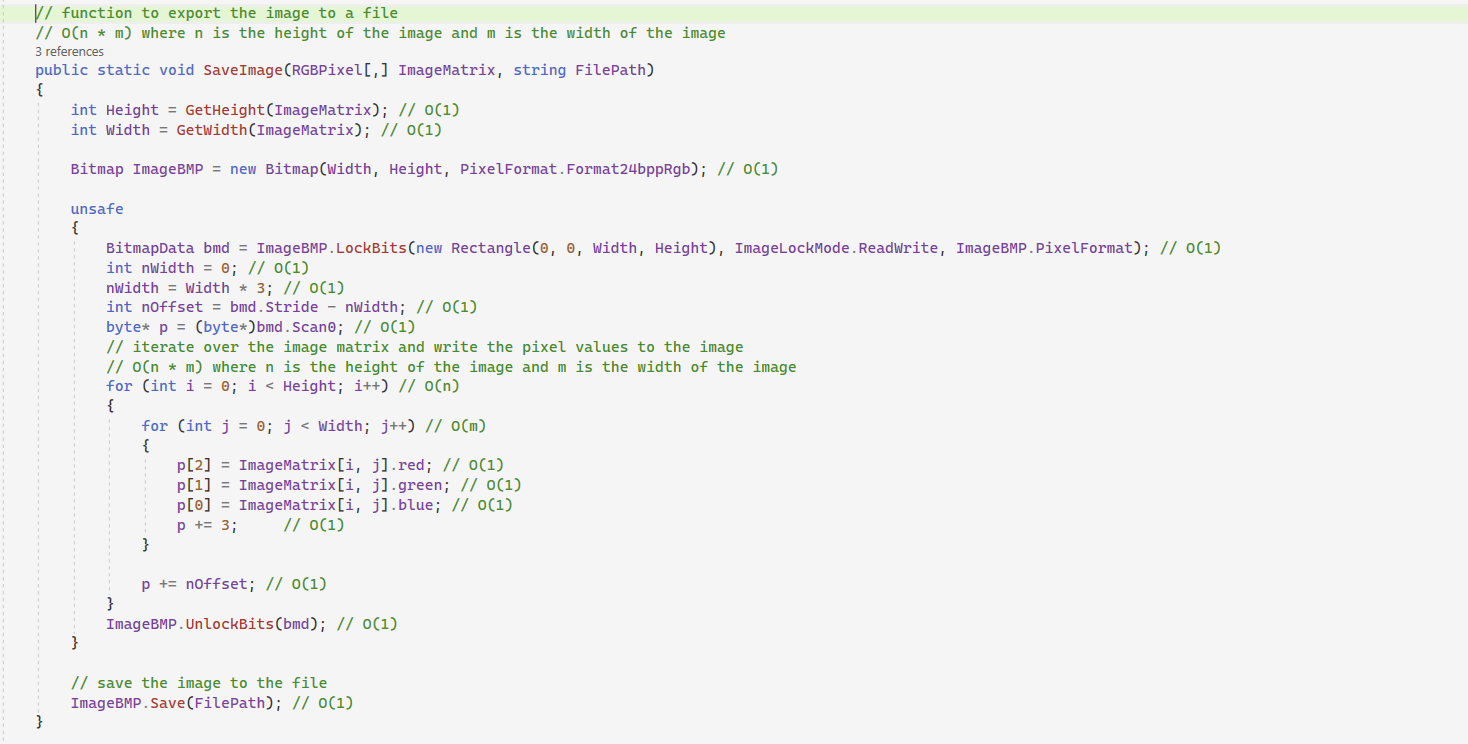 // function to export the image to a file
// O(n * m) where n is the height of the image and m is the width of the image
3 references
public static void SaveImage(RGBPixel[,] ImageMatrix, string FilePath)
{
int Height = GetHeight(ImageMatrix); // O(1)
int Width = GetWidth(ImageMatrix); // O(1)
Bitmap ImageBMP = new Bitmap(Width, Height, PixelFormat.Format24bppRgb); // O(1)
unsafe
{
BitmapData bmd = ImageBMP.LockBits(new Rectangle(0, 0, Width, Height), ImageLockMode.ReadWrite, ImageBMP.PixelFormat); // O(1)
int nWidth = 0; // O(1)
nWidth = Width * 3; // O(1)
int nOffset = bmd.Stride - nWidth; // O(1)
byte* p = (byte*)bmd.Scan0; // O(1)
// iterate over the image matrix and write the pixel values to the image
// O(n * m) where n is the height of the image and m is the width of the image
for (int i = 0; i < Height; i++) // O(n)
{
for (int j = 0; j < Width; j++) // O(m)
{
p[2] = ImageMatrix[i, j].red; // O(1)
p[1] = ImageMatrix[i, j].green; // O(1)
p[0] = ImageMatrix[i, j].blue; // O(1)
p += 3;     // O(1)
}
p += nOffset; // O(1)
}
ImageBMP.UnlockBits(bmd); // O(1)
}
// save the image to the file
ImageBMP.Save(FilePath); // O(1)
}